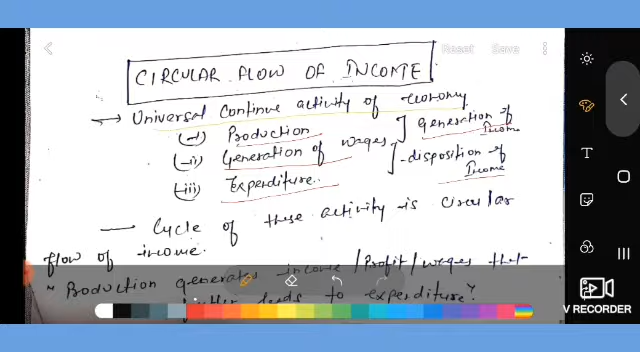 Reset Save
CIRCULAR FLOW OF INCOME
→ Universal Continue activity of economy
(i) Production
(ii) Generation of wages
(iii) Expenditure.
Generation of Income
disposition of Income
— Cycle of these activity is circular
flow of income.
" Production generates income / Profit / wages that
leads to expenditure "
T
V RECORDER